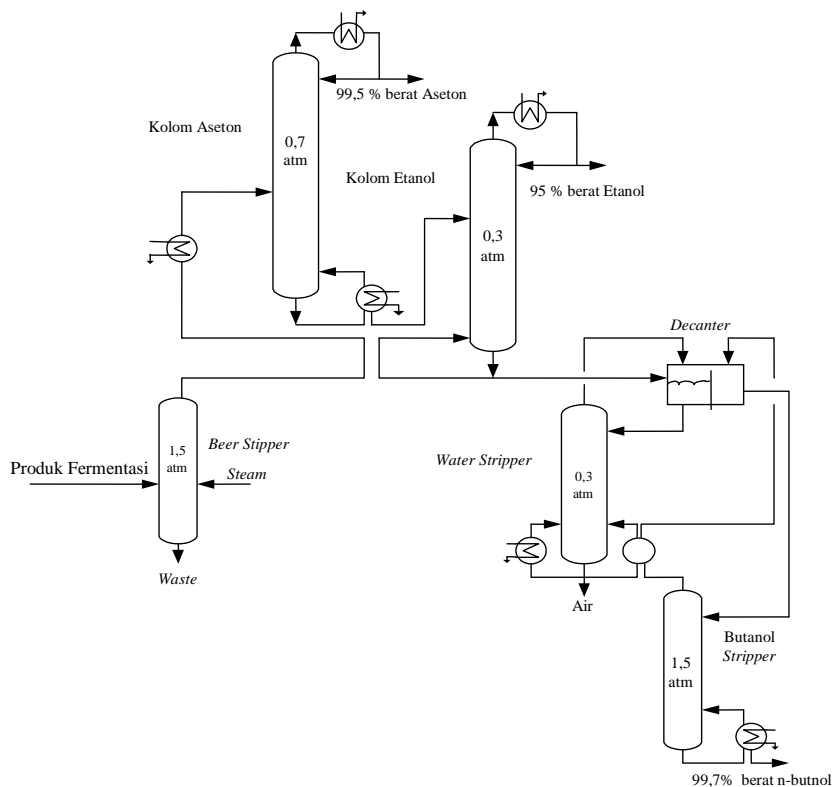 99,5 % berat Aseton
Kolom Aseton
0,7
atm
Kolom Etanol
95 % berat Etanol
0,3
atm
Decanter
1,5
atm
Beer Stipper
Produk Fermentasi
Steam
Waste
Water Stripper
0,3
atm
Air
Butanol
Stripper
1,5
atm
99,7% berat n-butnol